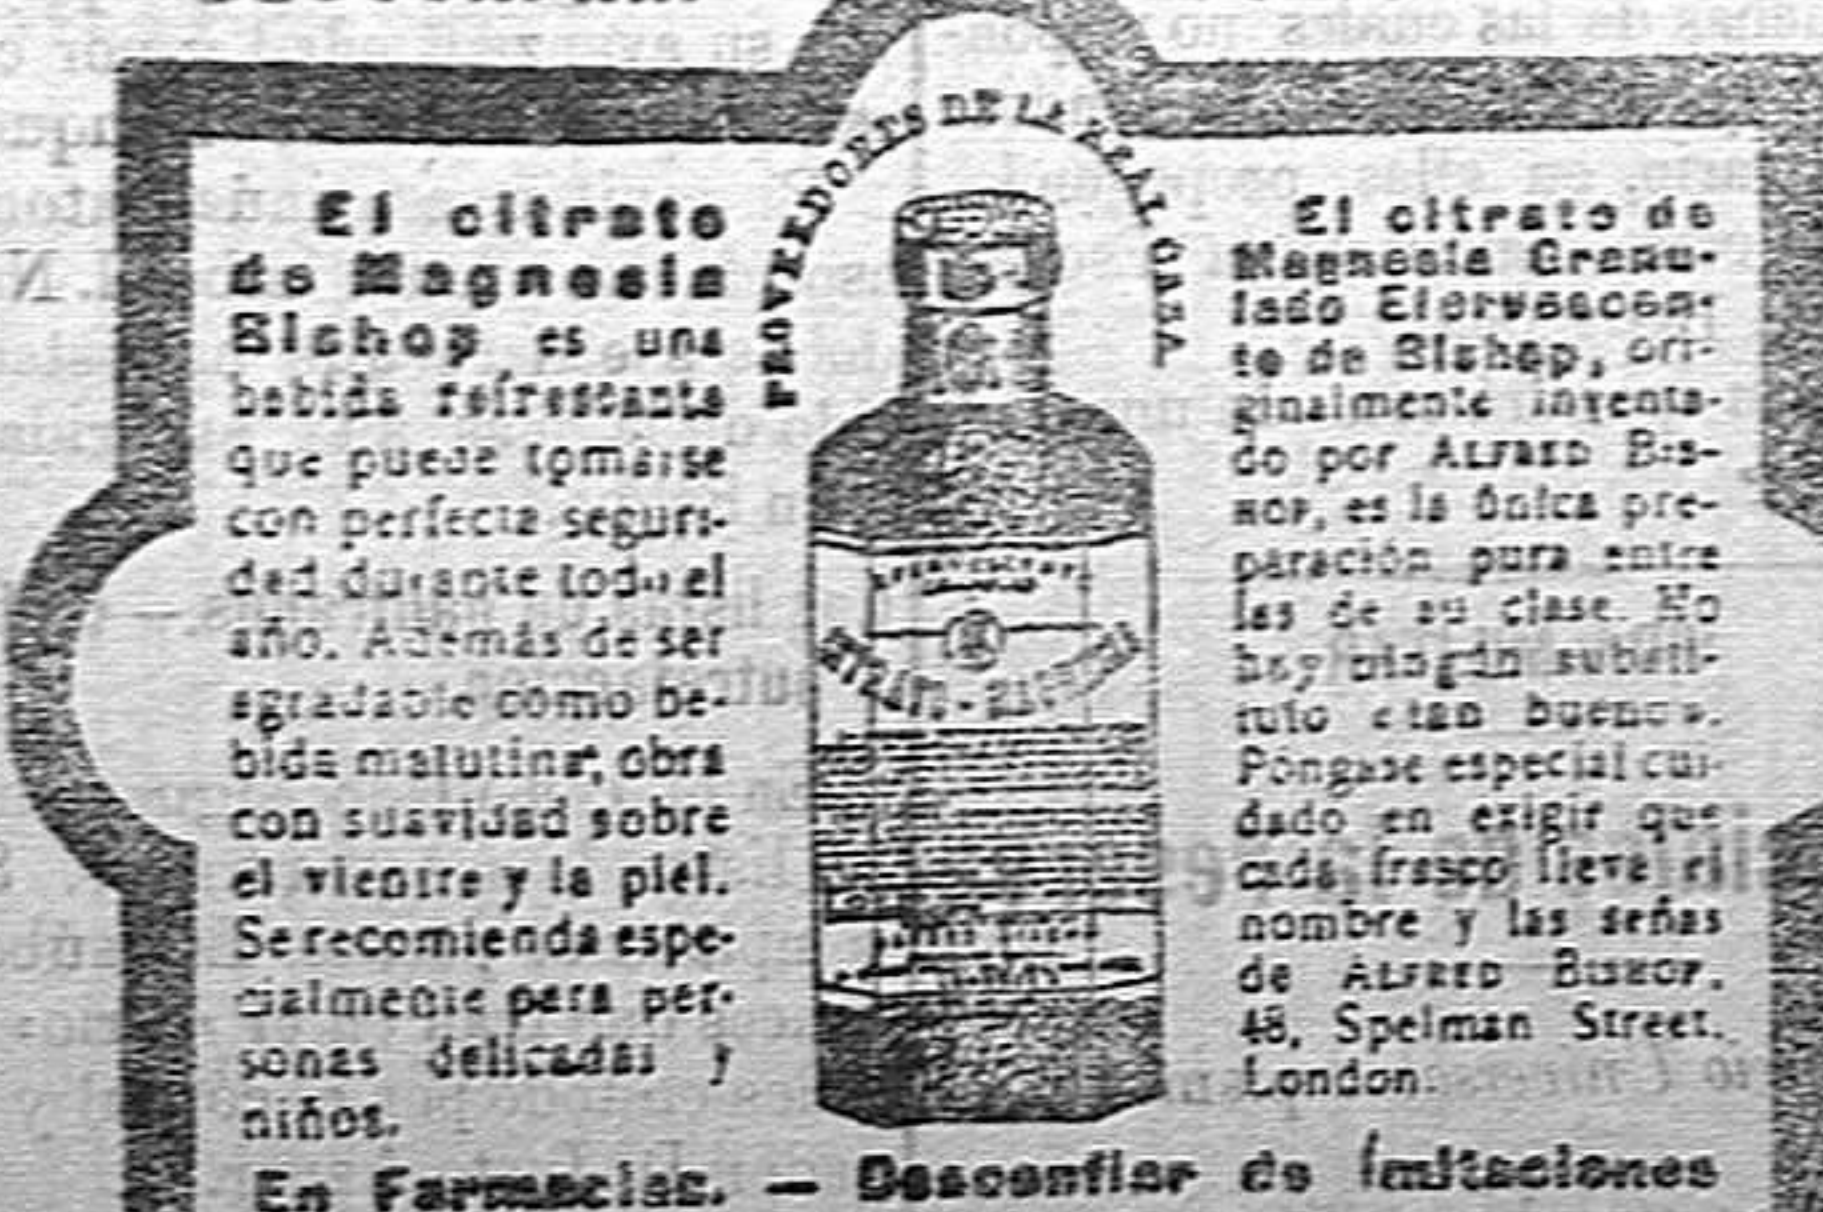 PROVEEDORES DE LA REAL CASA
El citrato
de Magnesia
Bishop es una
bebida refrescante
que puede tomarse
con perfecta seguri-
dad durante todo el
año. Además de ser
agradable como be-
bida matutina, obra
con suavidad sobre
el vientre y la piel.
Se recomienda espe-
cialmente para per-
sonas delicadas y
niños.
El citrato de
Magnesia Granu-
lado Efervescen-
te de Bishop, ori-
ginalmente inventa-
do por ALFRED BIS-
HOP, es la única pre-
paración pura entre
las de su clase. No
hay ningún substi-
tuto «tan bueno».
Póngase especial cui-
dado en exigir que
cada frasco lleve el
nombre y las señas
de ALFRED BISHOP,
48, Spelman Street,
London.
En Farmacias. — Desconfiar de Imitaciones